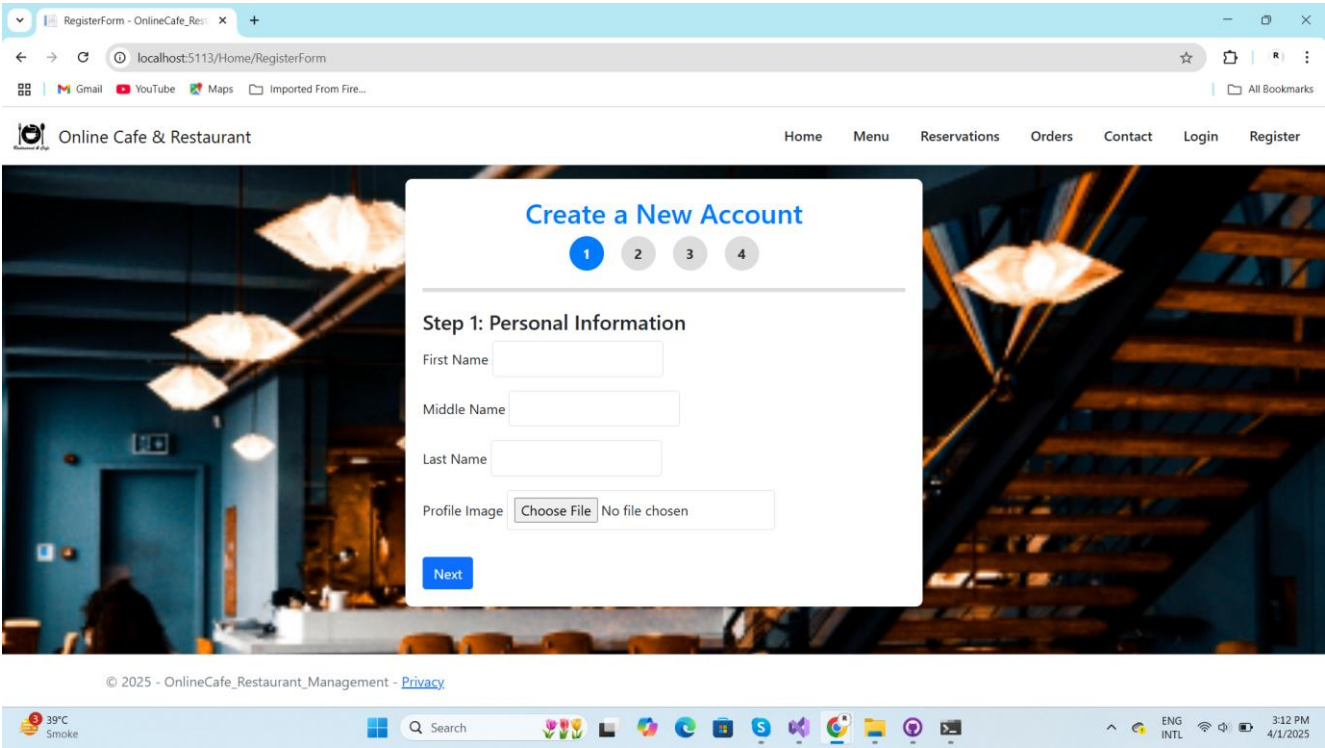 RegisterForm - OnlineCafe_Res
localhost:5113/Home/RegisterForm
R
Gmail YouTube Maps Imported From Fire... All Bookmarks
Online Cafe & Restaurant Home Menu Reservations Orders Contact Login Register
Create a New Account
1 2 3 4
Step 1: Personal Information
First Name
Middle Name
Last Name
Profile Image Choose File No file chosen
Next
© 2025 - OnlineCafe_Restaurant_Management - Privacy
3 39°C Search ENG 3:12 PM
Smoke INTL 4/1/2025